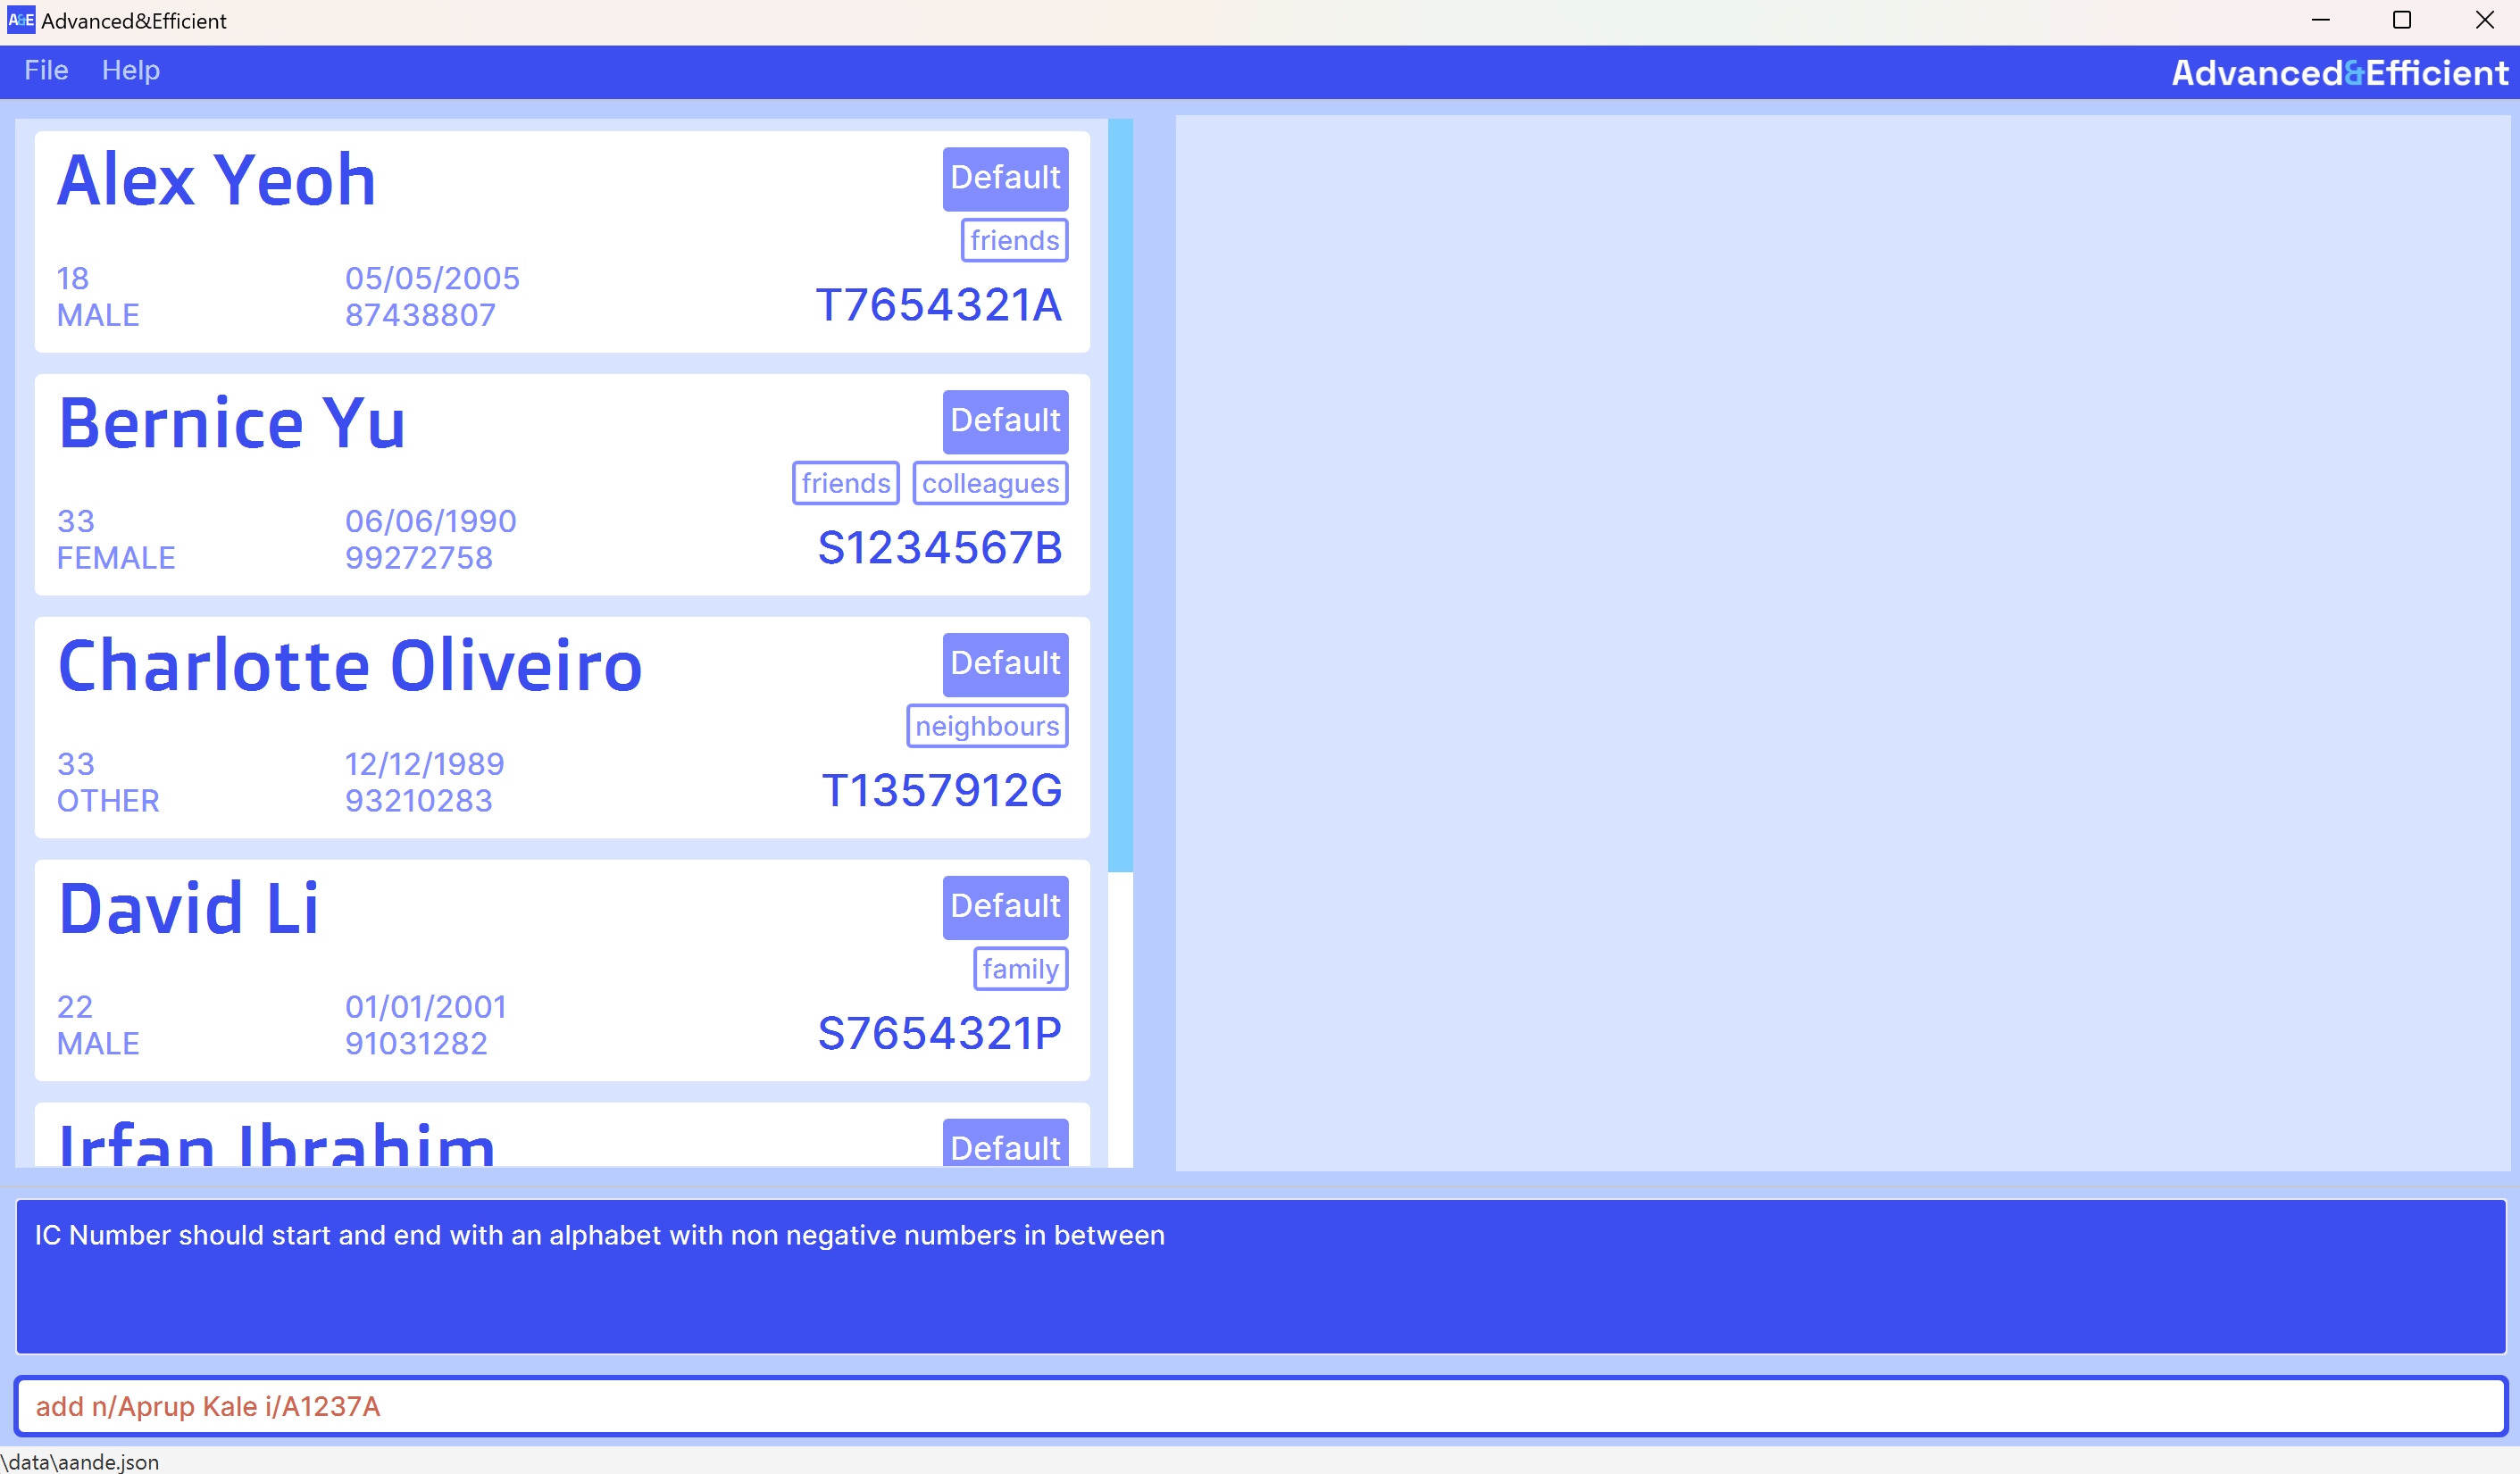 A&E Advanced&Efficient
File Help
Advanced&Efficient
Alex Yeoh
Default
friends
18
05/05/2005
MALE
87438807
T7654321A
Bernice Yu
Default
friends colleagues
33
06/06/1990
FEMALE
99272758
S1234567B
Charlotte Oliveiro
Default
neighbours
33
12/12/1989
OTHER
93210283
T1357912G
David Li
Default
family
22
01/01/2001
MALE
91031282
S7654321P
Irfan Ibrahim
Default
IC Number should start and end with an alphabet with non negative numbers in between
add n/Aprup Kale i/A1237A
\data\aande.json